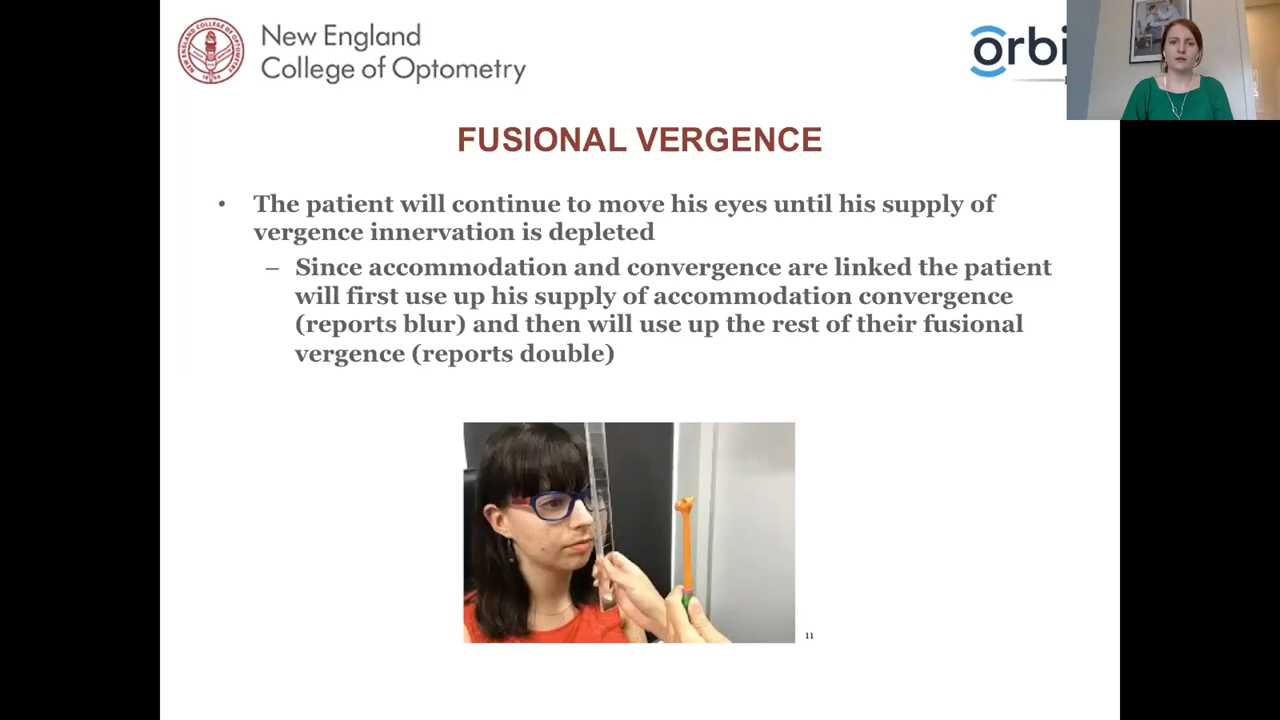 New England
College of Optometry
orbi
FUSIONAL VERGENCE
• The patient will continue to move his eyes until his supply of
vergence innervation is depleted
– Since accommodation and convergence are linked the patient
will first use up his supply of accommodation convergence
(reports blur) and then will use up the rest of their fusional
vergence (reports double)
11